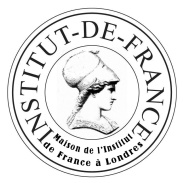 INSTITUT-DE-FRANCE
Maison de l'Institut
de France à Londres